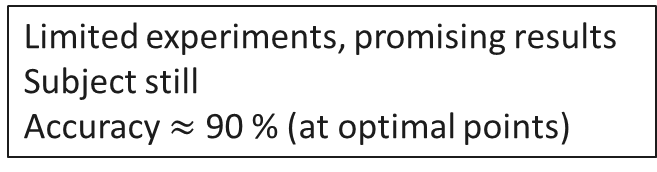 Limited experiments, promising results
Subject still
Accuracy ≈ 90 % (at optimal points)